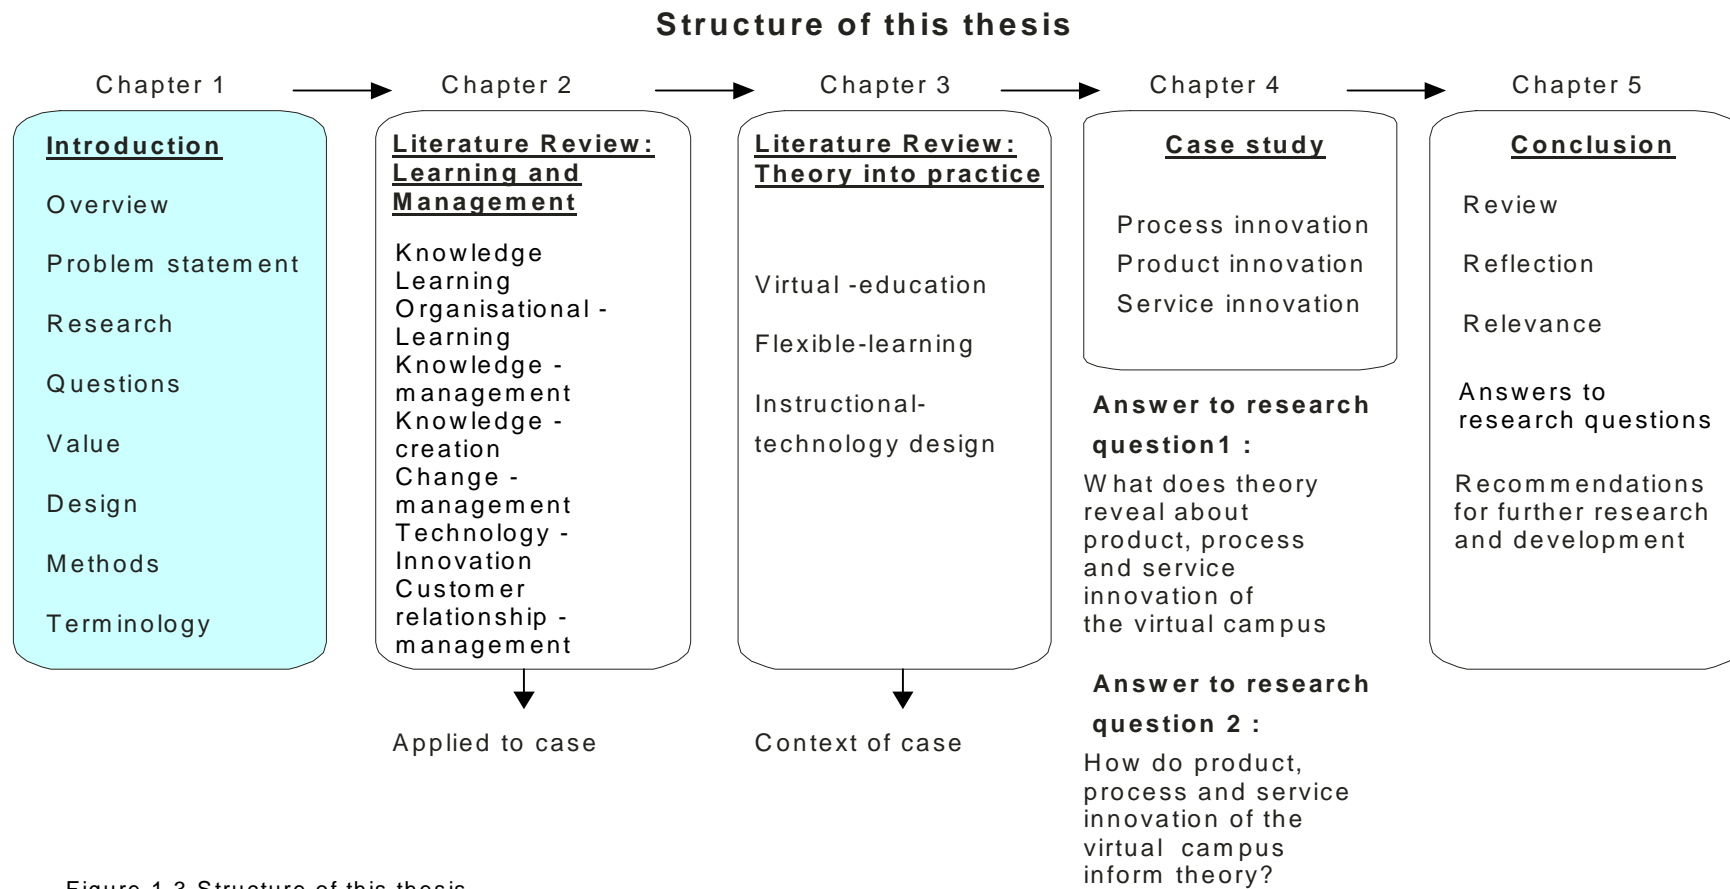 Structure of this thesis
Chapter 1
Chapter 2
Chapter 3
Chapter 4
Chapter 5
Introduction
Overview
Problem statement
Research
Questions
Value
Design
Methods
Terminology
Literature Review:
Learning and
Management
Knowledge
Learning
Organisational -
Learning
Knowledge -
management
Knowledge -
creation
Change -
management
Technology -
Innovation
Customer
relationship -
management
Applied to case
Literature Review:
Theory into practice
Virtual -education
Flexible-learning
Instructional-
technology design
Context of case
Case study
Process innovation
Product innovation
Service innovation
Answer to research
question1 :
What does theory
reveal about
product, process
and service
innovation of
the virtual campus
Answer to research
question 2 :
How do product,
process and service
innovation of the
virtual campus
inform theory?
Conclusion
Review
Reflection
Relevance
Answers to
research questions
Recommendations
for further research
and development
Figure 1.3 Structure of this thesis